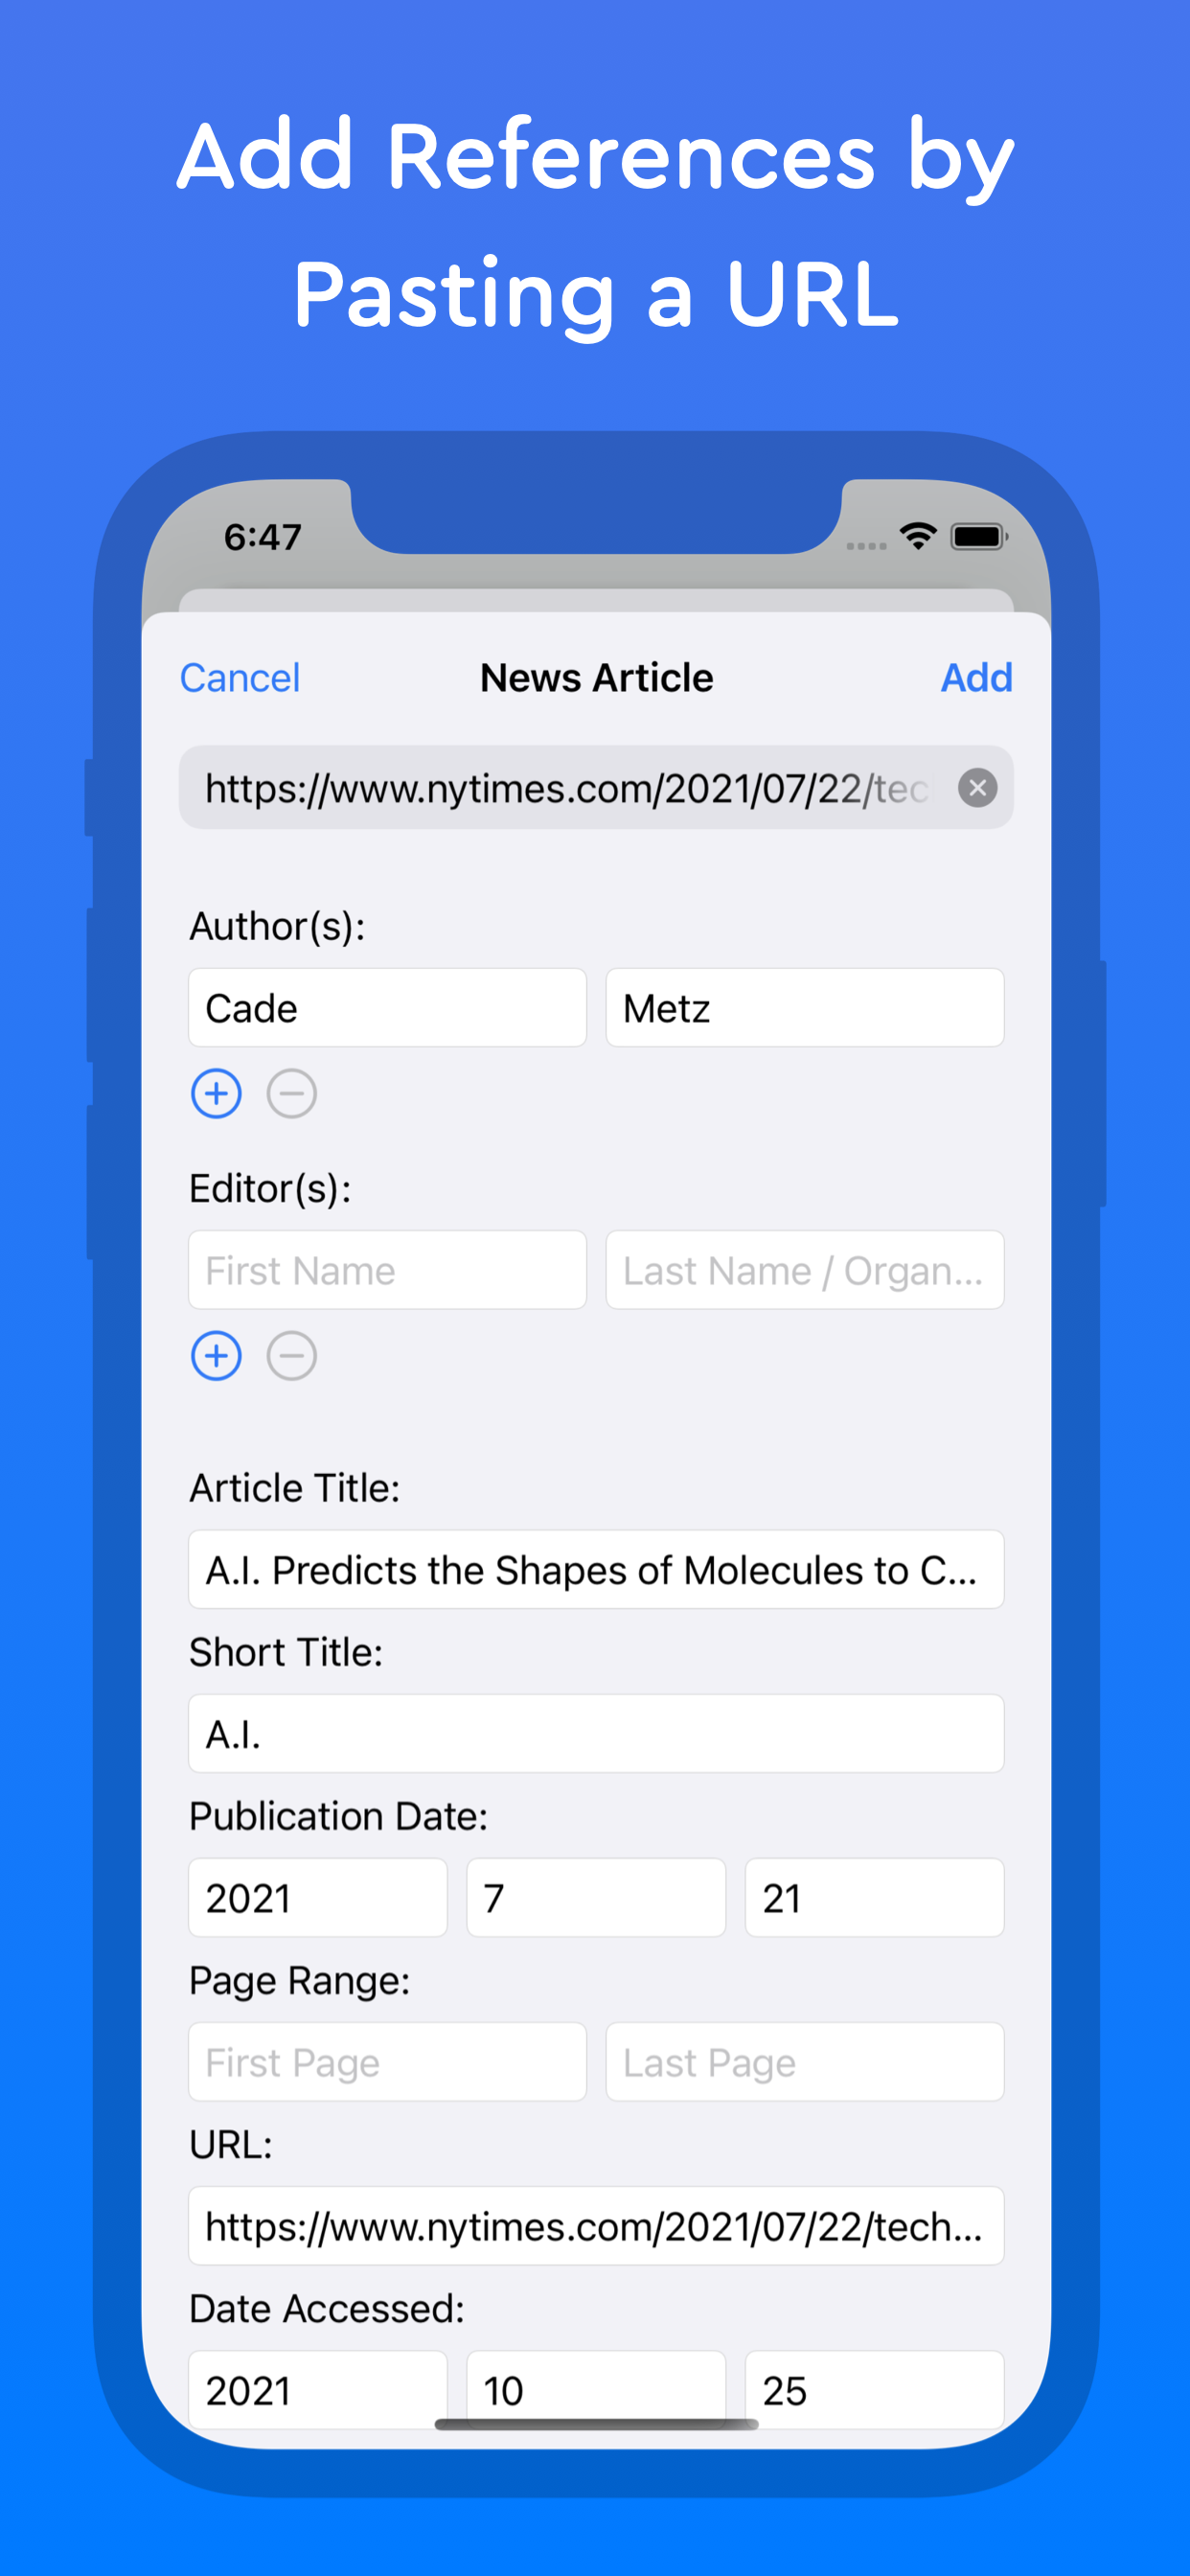 Add References by
Pasting a URL
6:47
Cancel News Article Add
https://www.nytimes.com/2021/07/22/tec
Author(s):
Cade Metz
Editor(s):
First Name Last Name / Organ...
Article Title:
A.I. Predicts the Shapes of Molecules to C...
Short Title:
A.I.
Publication Date:
2021 7 21
Page Range:
First Page Last Page
URL:
https://www.nytimes.com/2021/07/22/tech...
Date Accessed:
2021 10 25